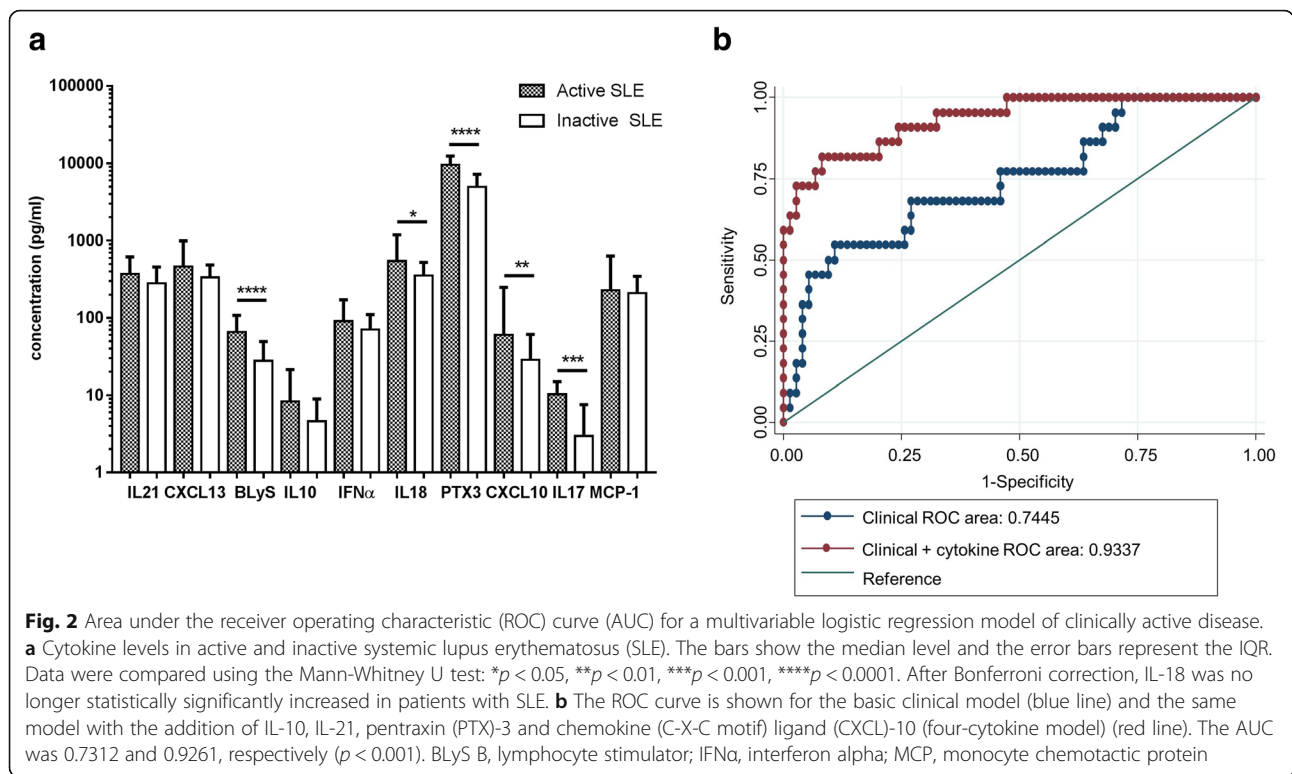 a
100000
10000
1000
100
10
1
concentration (pg/ml)
Active SLE
Inactive SLE
****
*
****
**
***
IL21 CXCL13 BLyS IL10 IFNα IL18 PTX3 CXCL10 IL17 MCP-1
b
1.00
0.75
0.50
0.25
0.00
Sensitivity
0.00 0.25 0.50 0.75 1.00
1-Specificity
Clinical ROC area: 0.7445
Clinical + cytokine ROC area: 0.9337
Reference
Fig. 2 Area under the receiver operating characteristic (ROC) curve (AUC) for a multivariable logistic regression model of clinically active disease.
a Cytokine levels in active and inactive systemic lupus erythematosus (SLE). The bars show the median level and the error bars represent the IQR.
Data were compared using the Mann-Whitney U test: *p < 0.05, **p < 0.01, ***p < 0.001, ****p < 0.0001. After Bonferroni correction, IL-18 was no
longer statistically significantly increased in patients with SLE. b The ROC curve is shown for the basic clinical model (blue line) and the same
model with the addition of IL-10, IL-21, pentraxin (PTX)-3 and chemokine (C-X-C motif) ligand (CXCL)-10 (four-cytokine model) (red line). The AUC
was 0.7312 and 0.9261, respectively (p < 0.001). BLyS B, lymphocyte stimulator; IFNα, interferon alpha; MCP, monocyte chemotactic protein